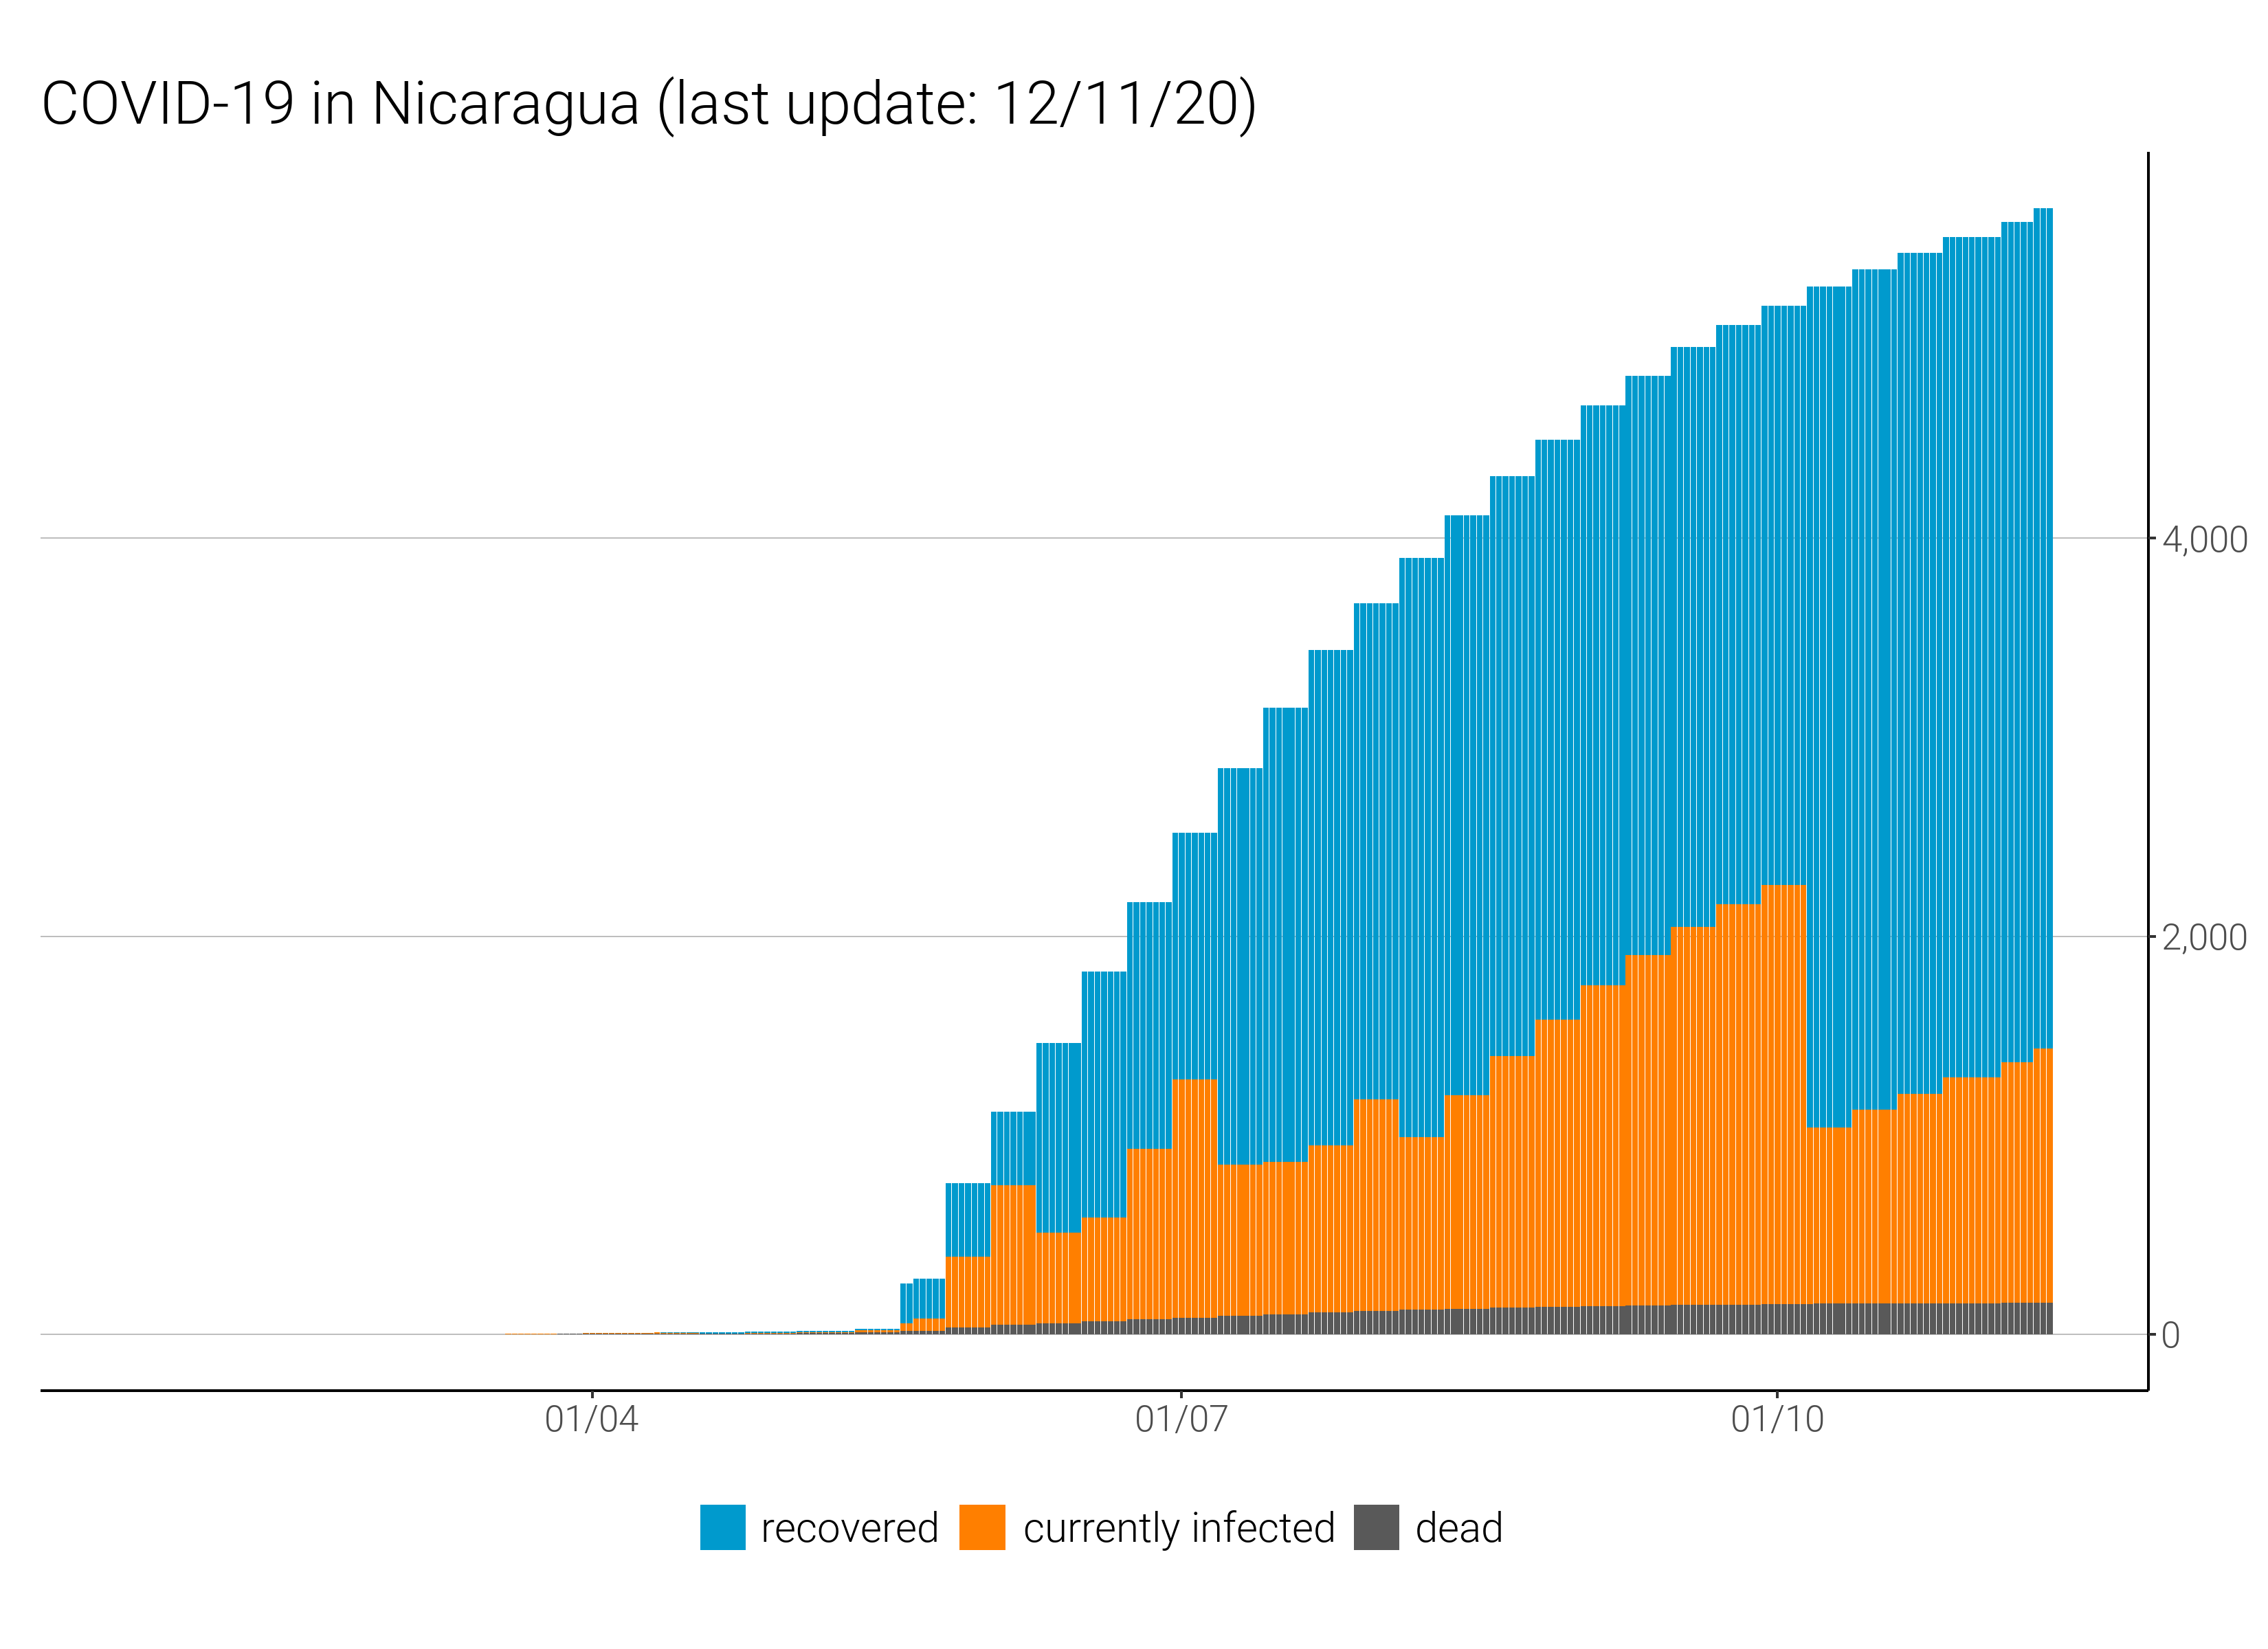 COVID-19 in Nicaragua (last update: 12/11/20)
4,000
2,000
0
01/04 01/07 01/10
recovered currently infected dead